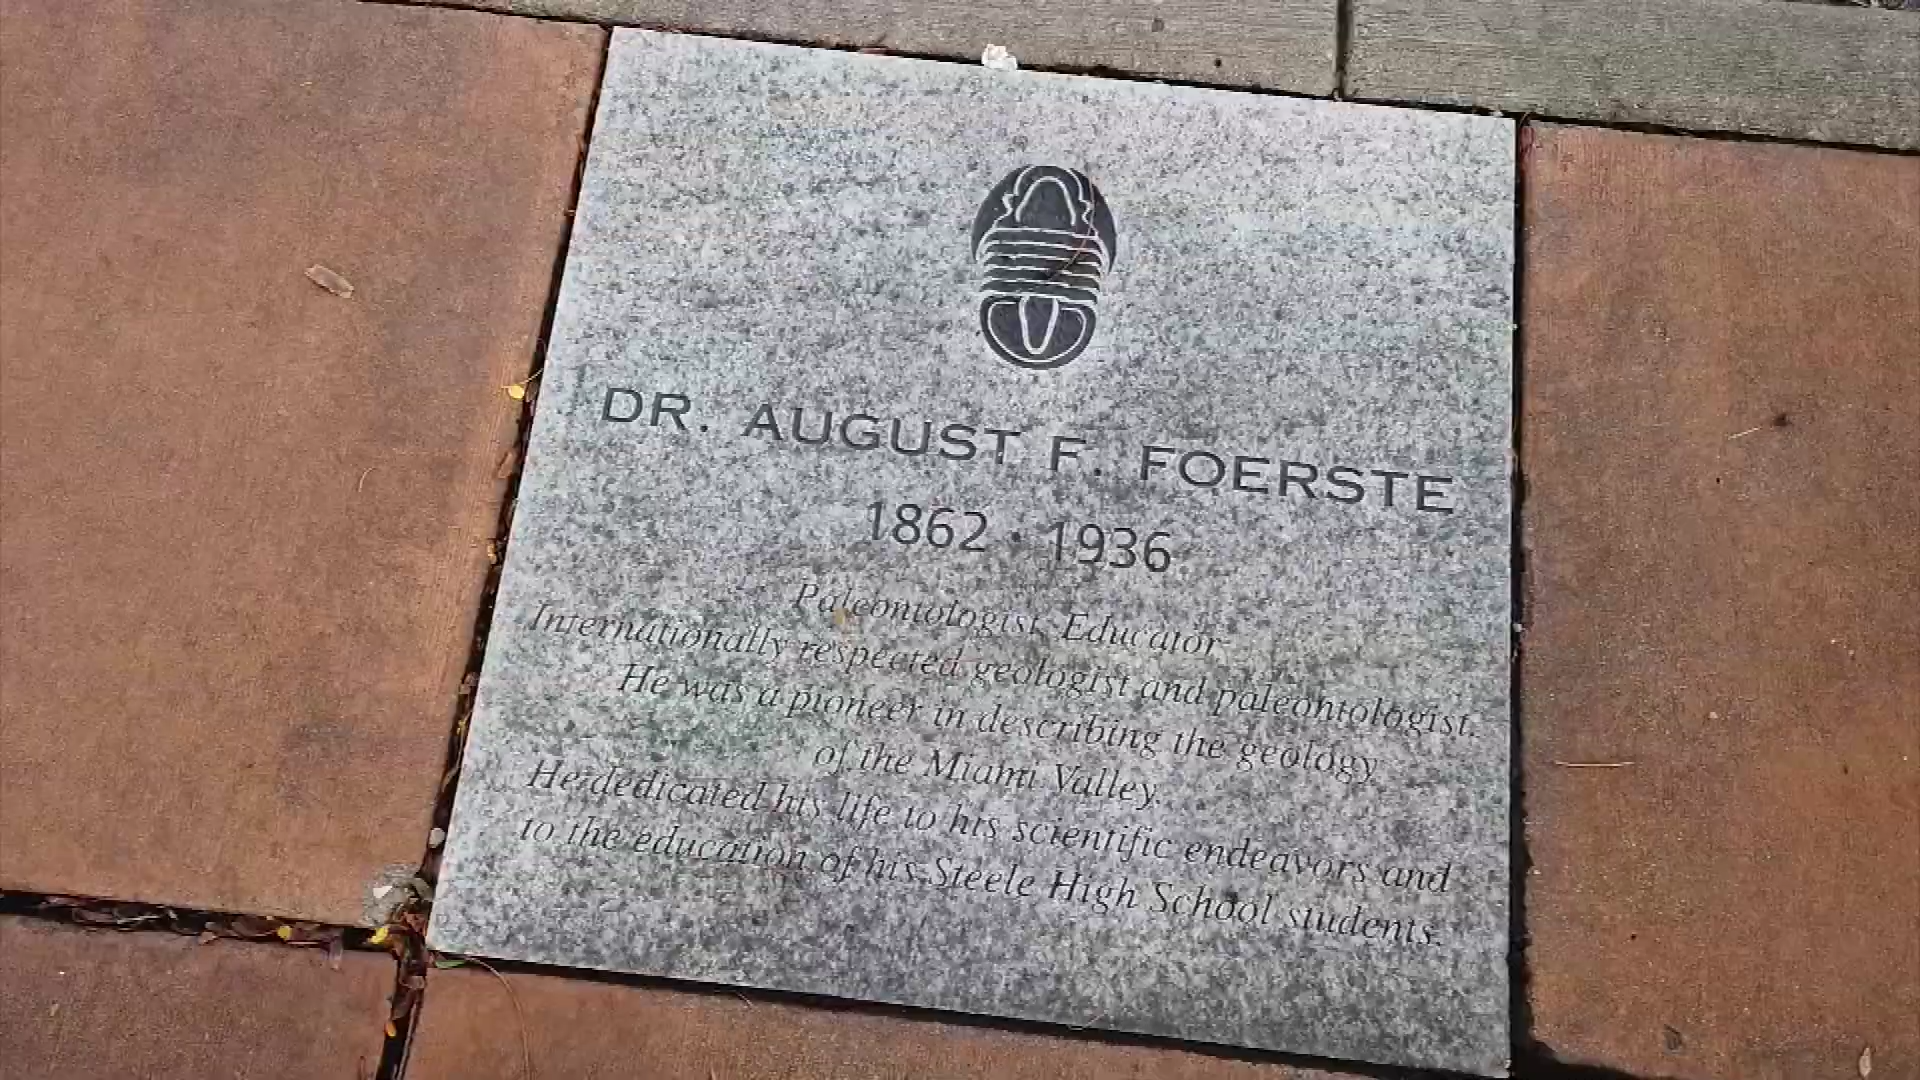 DR. AUGUST F. FOERSTE
1862 · 1936
Paleontologist, Educator
Internationally respected geologist and paleontologist.
He was a pioneer in describing the geology
of the Miami Valley.
He dedicated his life to his scientific endeavors and
to the education of his Steele High School students.